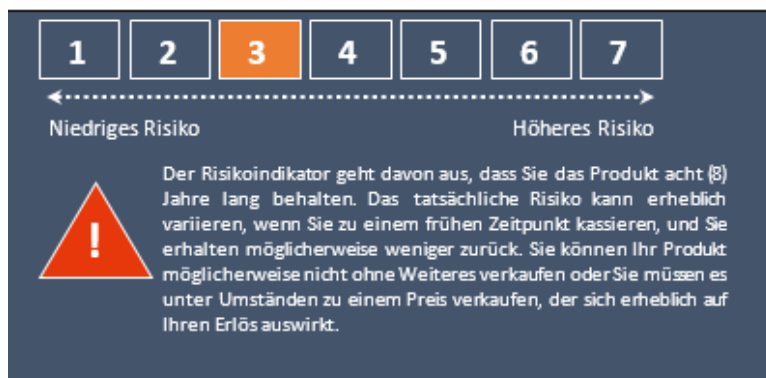 1 2 3 4 5 6 7
Niedriges Risiko Höheres Risiko
Der Risikoindikator geht davon aus, dass Sie das Produkt acht (8)
Jahre lang behalten. Das tatsächliche Risiko kann erheblich
variieren, wenn Sie zu einem frühen Zeitpunkt kassieren, und Sie
erhalten möglicherweise weniger zurück. Sie können Ihr Produkt
möglicherweise nicht ohne Weiteres verkaufen oder Sie müssen es
unter Umständen zu einem Preis verkaufen, der sich erheblich auf
Ihren Erlös auswirkt.
!